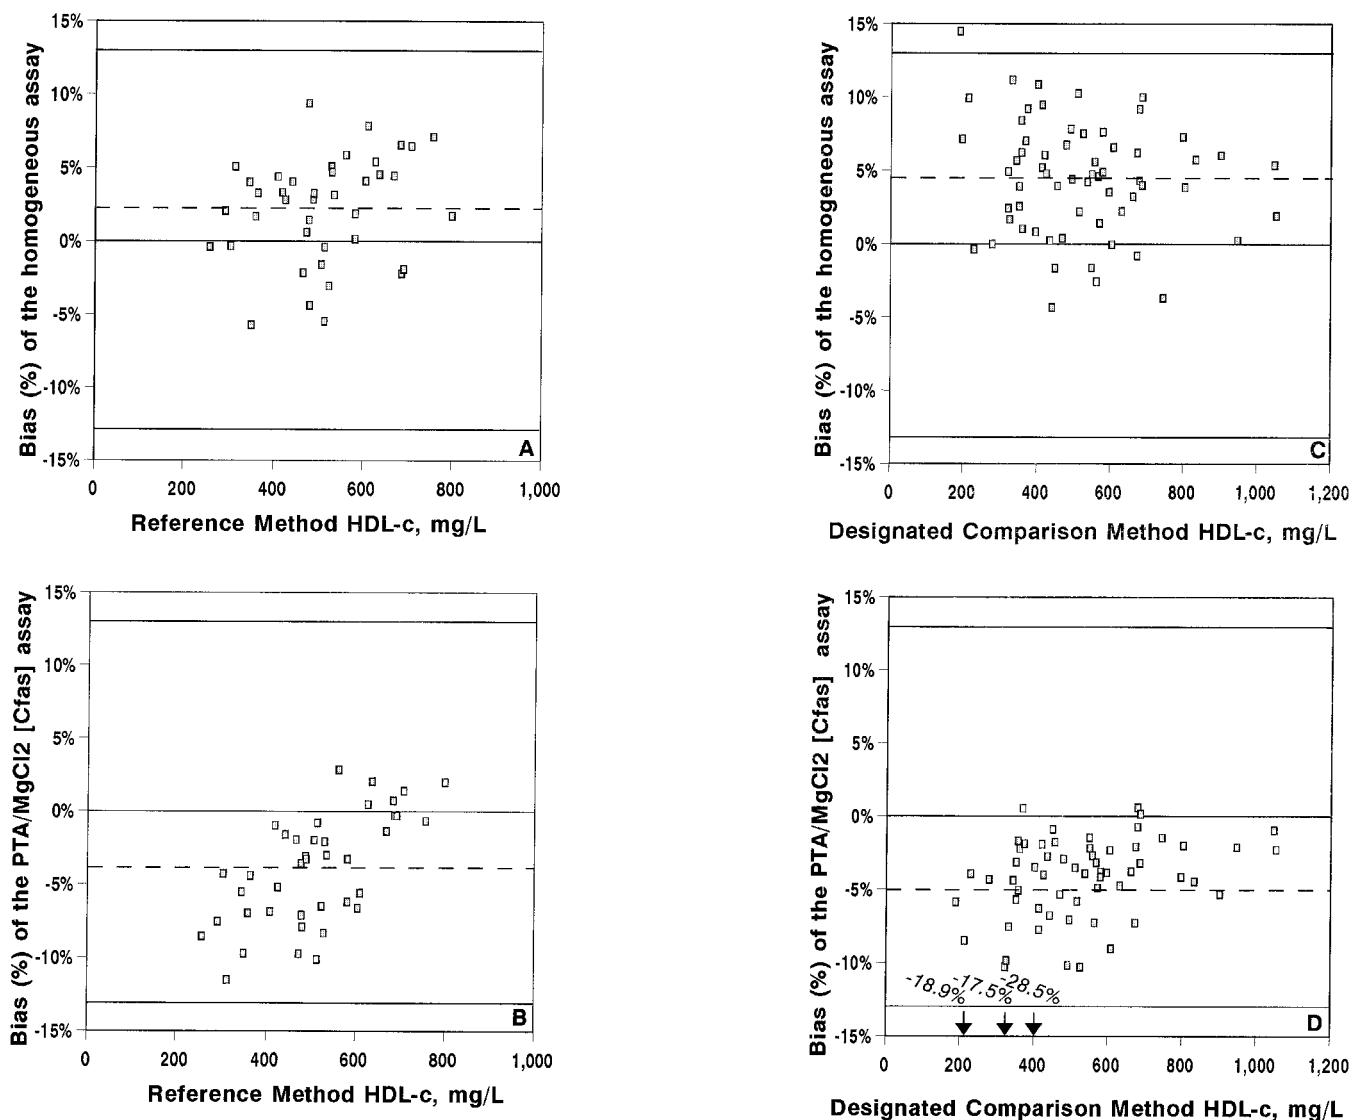 Bias (%) of the homogeneous assay
15%
10%
5%
0%
-5%
-10%
-15%
A
0 200 400 600 800 1,000
Reference Method HDL-c, mg/L
Bias (%) of the homogeneous assay
15%
10%
5%
0%
-5%
-10%
-15%
C
0 200 400 600 800 1,000 1,200
Designated Comparison Method HDL-c, mg/L
Bias (%) of the PTA/MgCl2 [Cfas] assay
15%
10%
5%
0%
-5%
-10%
-15%
B
0 200 400 600 800 1,000
Reference Method HDL-c, mg/L
Bias (%) of the PTA/MgCl2 [Cfas] assay
15%
10%
5%
0%
-5%
-10%
-15%
-18.9% -17.5% -28.5%
D
0 200 400 600 800 1,000 1,200
Designated Comparison Method HDL-c, mg/L